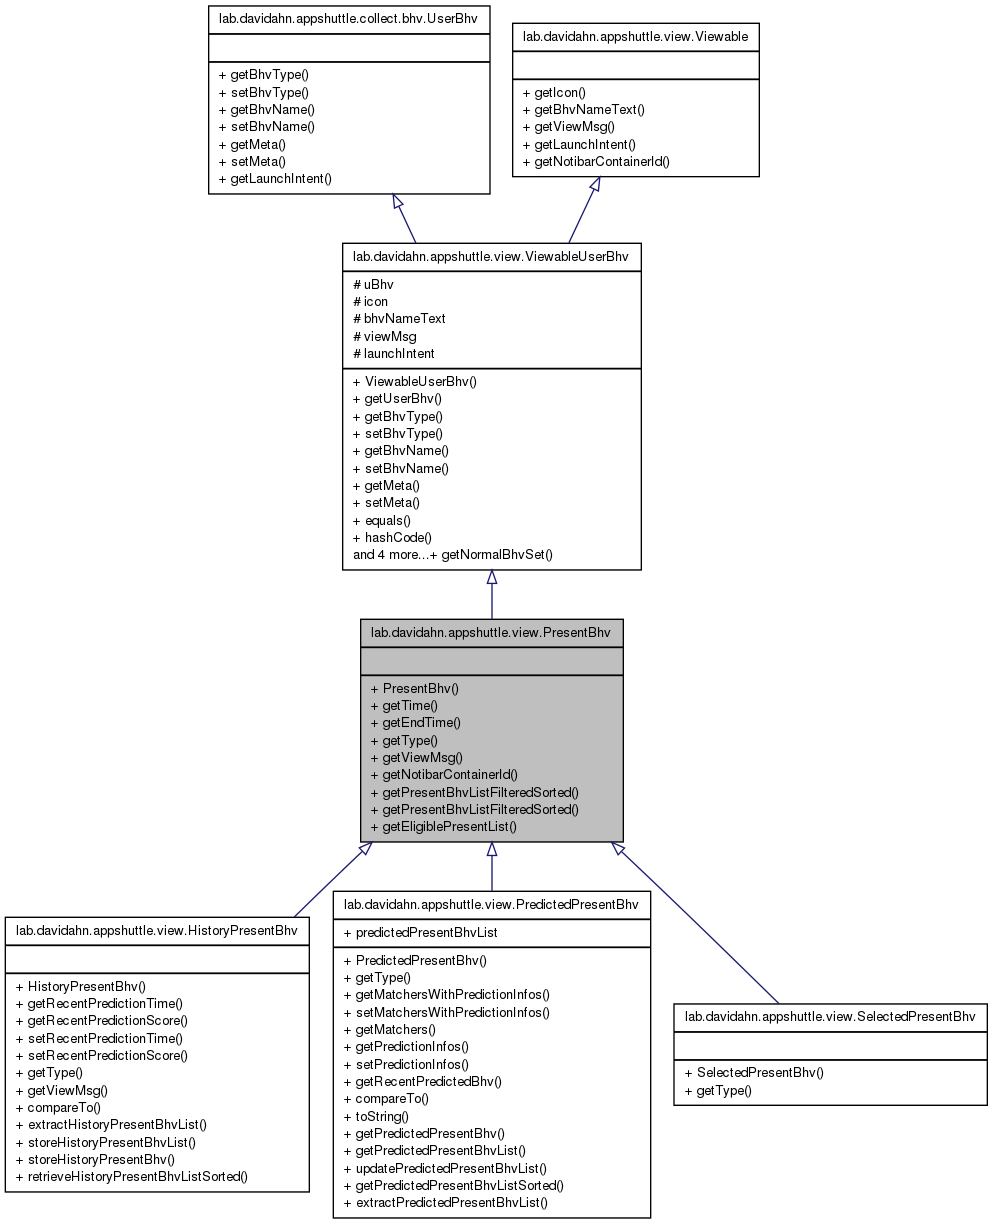 lab.davidahn.appshuttle.collect.bhv.UserBhv
+ getBhvType()
+ setBhvType()
+ getBhvName()
+ setBhvName()
+ getMeta()
+ setMeta()
+ getLaunchIntent()
lab.davidahn.appshuttle.view.Viewable
+ getIcon()
+ getBhvNameText()
+ getViewMsg()
+ getLaunchIntent()
+ getNotibarContainerId()
lab.davidahn.appshuttle.view.ViewableUserBhv
# uBhv
# icon
# bhvNameText
# viewMsg
# launchIntent
+ ViewableUserBhv()
+ getUserBhv()
+ getBhvType()
+ setBhvType()
+ getBhvName()
+ setBhvName()
+ getMeta()
+ setMeta()
+ equals()
+ hashCode()
and 4 more...+ getNormalBhvSet()
lab.davidahn.appshuttle.view.PresentBhv
+ PresentBhv()
+ getTime()
+ getEndTime()
+ getType()
+ getViewMsg()
+ getNotibarContainerId()
+ getPresentBhvListFilteredSorted()
+ getPresentBhvListFilteredSorted()
+ getEligiblePresentList()
lab.davidahn.appshuttle.view.HistoryPresentBhv
+ HistoryPresentBhv()
+ getRecentPredictionTime()
+ getRecentPredictionScore()
+ setRecentPredictionTime()
+ setRecentPredictionScore()
+ getType()
+ getViewMsg()
+ compareTo()
+ extractHistoryPresentBhvList()
+ storeHistoryPresentBhvList()
+ storeHistoryPresentBhv()
+ retrieveHistoryPresentBhvListSorted()
lab.davidahn.appshuttle.view.PredictedPresentBhv
+ predictedPresentBhvList
+ PredictedPresentBhv()
+ getType()
+ getMatchersWithPredictionInfos()
+ setMatchersWithPredictionInfos()
+ getMatchers()
+ getPredictionInfos()
+ setPredictionInfos()
+ getRecentPredictedBhv()
+ compareTo()
+ toString()
+ getPredictedPresentBhv()
+ getPredictedPresentBhvList()
+ updatePredictedPresentBhvList()
+ getPredictedPresentBhvListSorted()
+ extractPredictedPresentBhvList()
lab.davidahn.appshuttle.view.SelectedPresentBhv
+ SelectedPresentBhv()
+ getType()